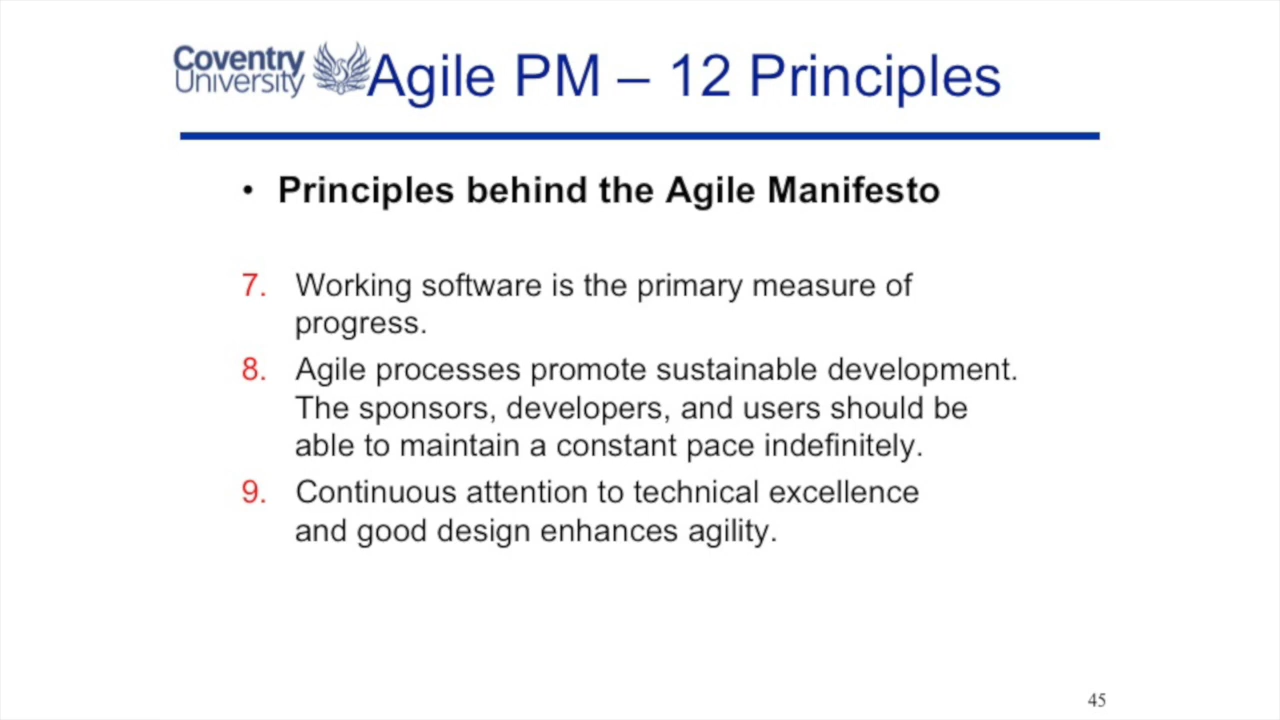 Coventry
University
Agile PM – 12 Principles
• Principles behind the Agile Manifesto
7. Working software is the primary measure of
progress.
8. Agile processes promote sustainable development.
The sponsors, developers, and users should be
able to maintain a constant pace indefinitely.
9. Continuous attention to technical excellence
and good design enhances agility.
45